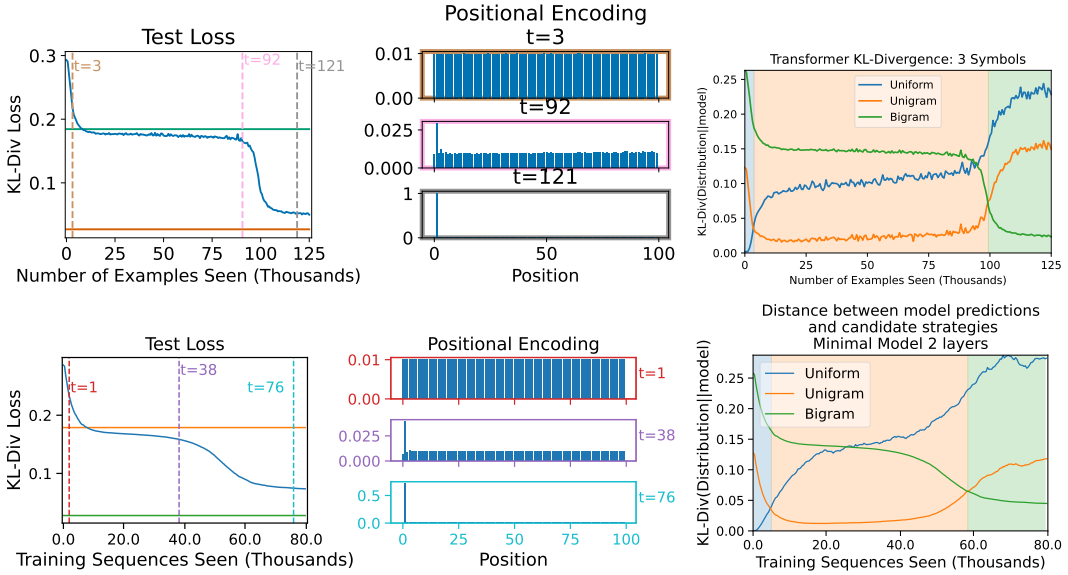 Test Loss
0.3
0.2
0.1
KL-Div Loss
t=3
t=92
t=121
0 25 50 75 100 125
Number of Examples Seen (Thousands)
Positional Encoding
t=3
0.01
0.00
t=92
0.025
0.000
t=121
1
0
0 50 100
Position
Transformer KL-Divergence: 3 Symbols
0.25
0.20
0.15
0.10
0.05
0.00
KL-Div(Distribution||model)
Uniform
Unigram
Bigram
0 25 50 75 100 125
Number of Examples Seen (Thousands)
Test Loss
0.2
0.1
KL-Div Loss
t=1
t=38
t=76
0.0 20.0 40.0 60.0 80.0
Training Sequences Seen (Thousands)
Positional Encoding
0.01
0.00
t=1
0.025
0.000
t=38
0.5
0.0
t=76
0 25 50 75 100
Position
Distance between model predictions
and candidate strategies
Minimal Model 2 layers
0.25
0.20
0.15
0.10
0.05
0.00
KL-Div(Distribution||model)
Uniform
Unigram
Bigram
0.0 20.0 40.0 60.0 80.0
Training Sequences Seen (Thousands)